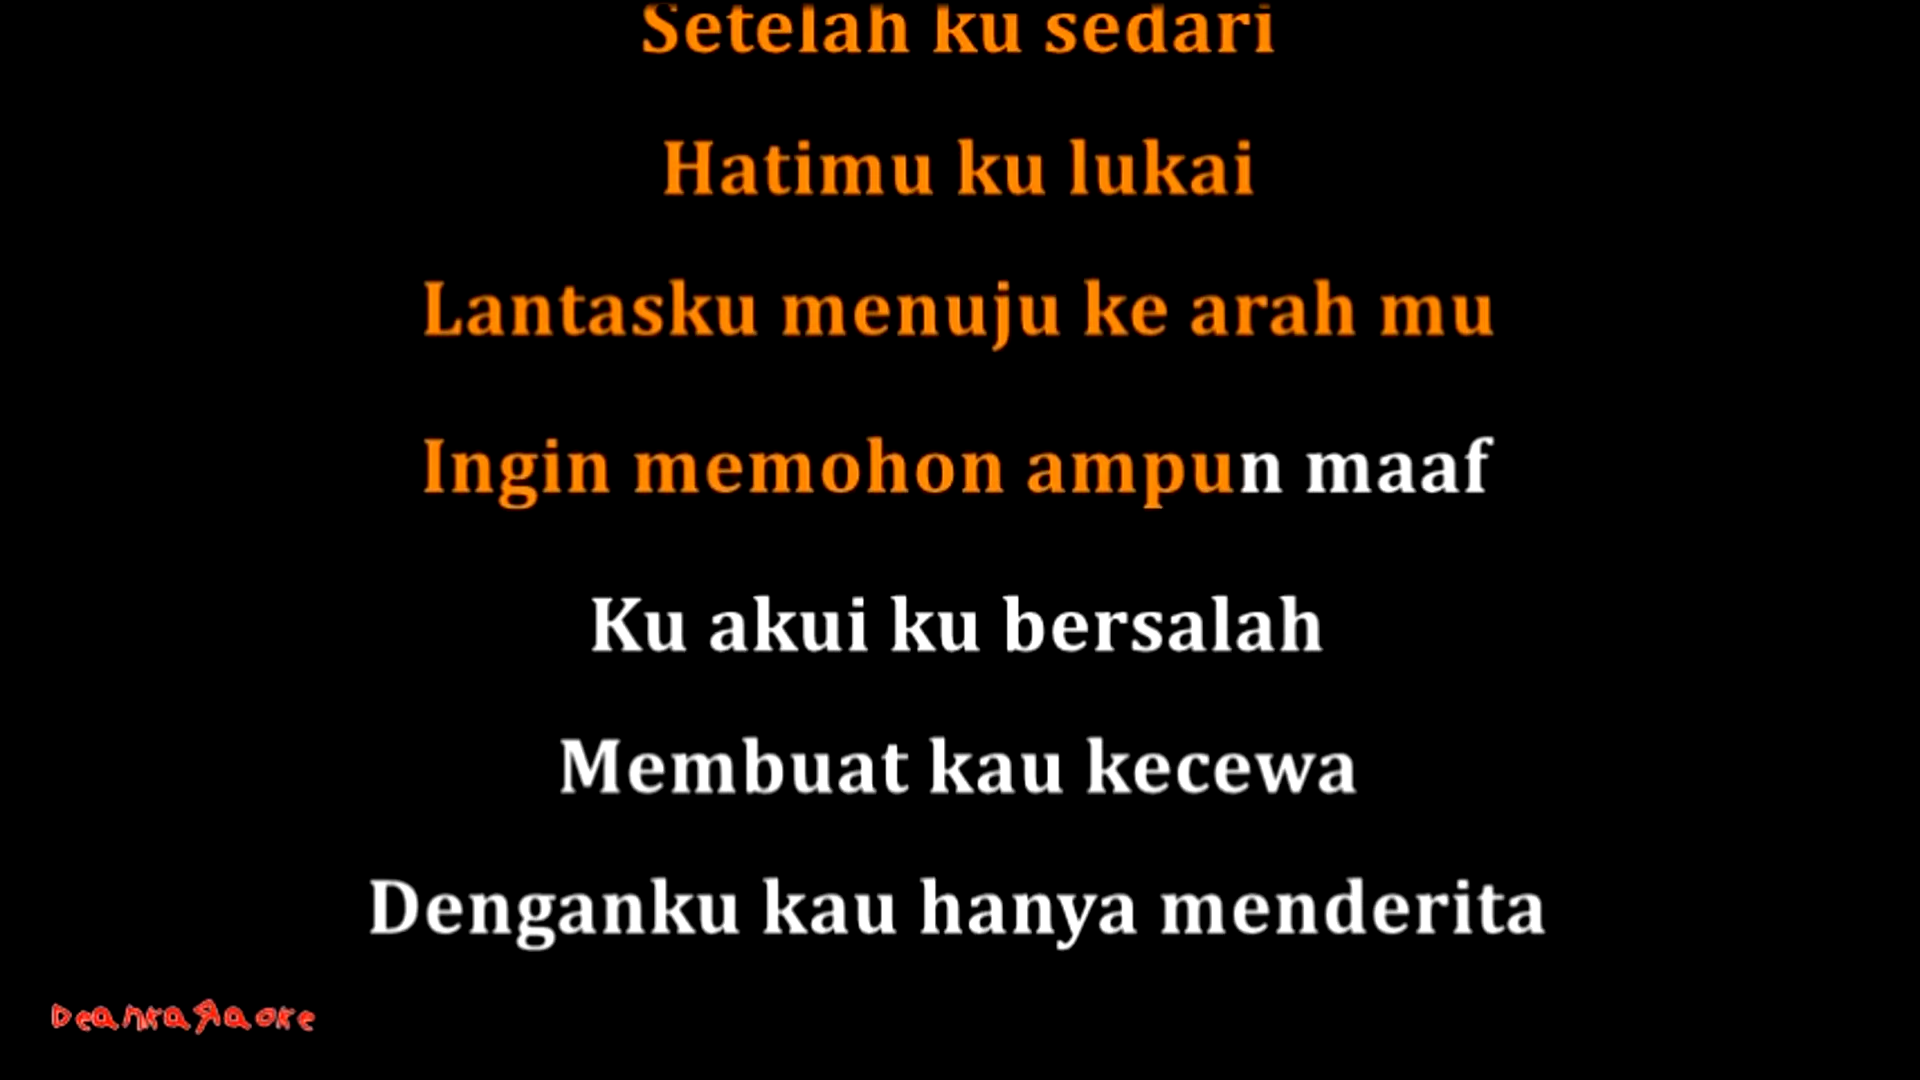 Setelah ku sedari
Hatimu ku lukai
Lantasku menuju ke arah mu
Ingin memohon ampun maaf
Ku akui ku bersalah
Membuat kau kecewa
Denganku kau hanya menderita
DeankaRaoke